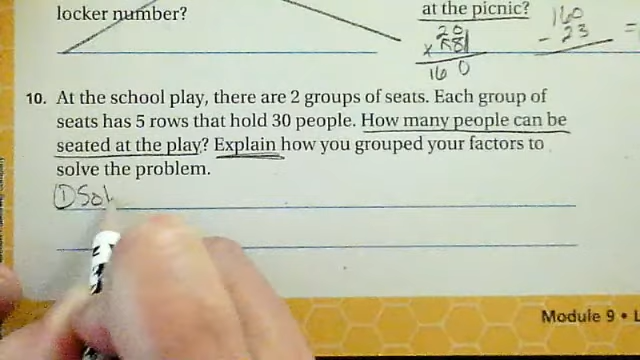 locker number?
at the picnic?
20
× 8
160
160
- 23
=
10. At the school play, there are 2 groups of seats. Each group of
seats has 5 rows that hold 30 people. How many people can be
seated at the play? Explain how you grouped your factors to
solve the problem.
① Sol
Module 9 • L